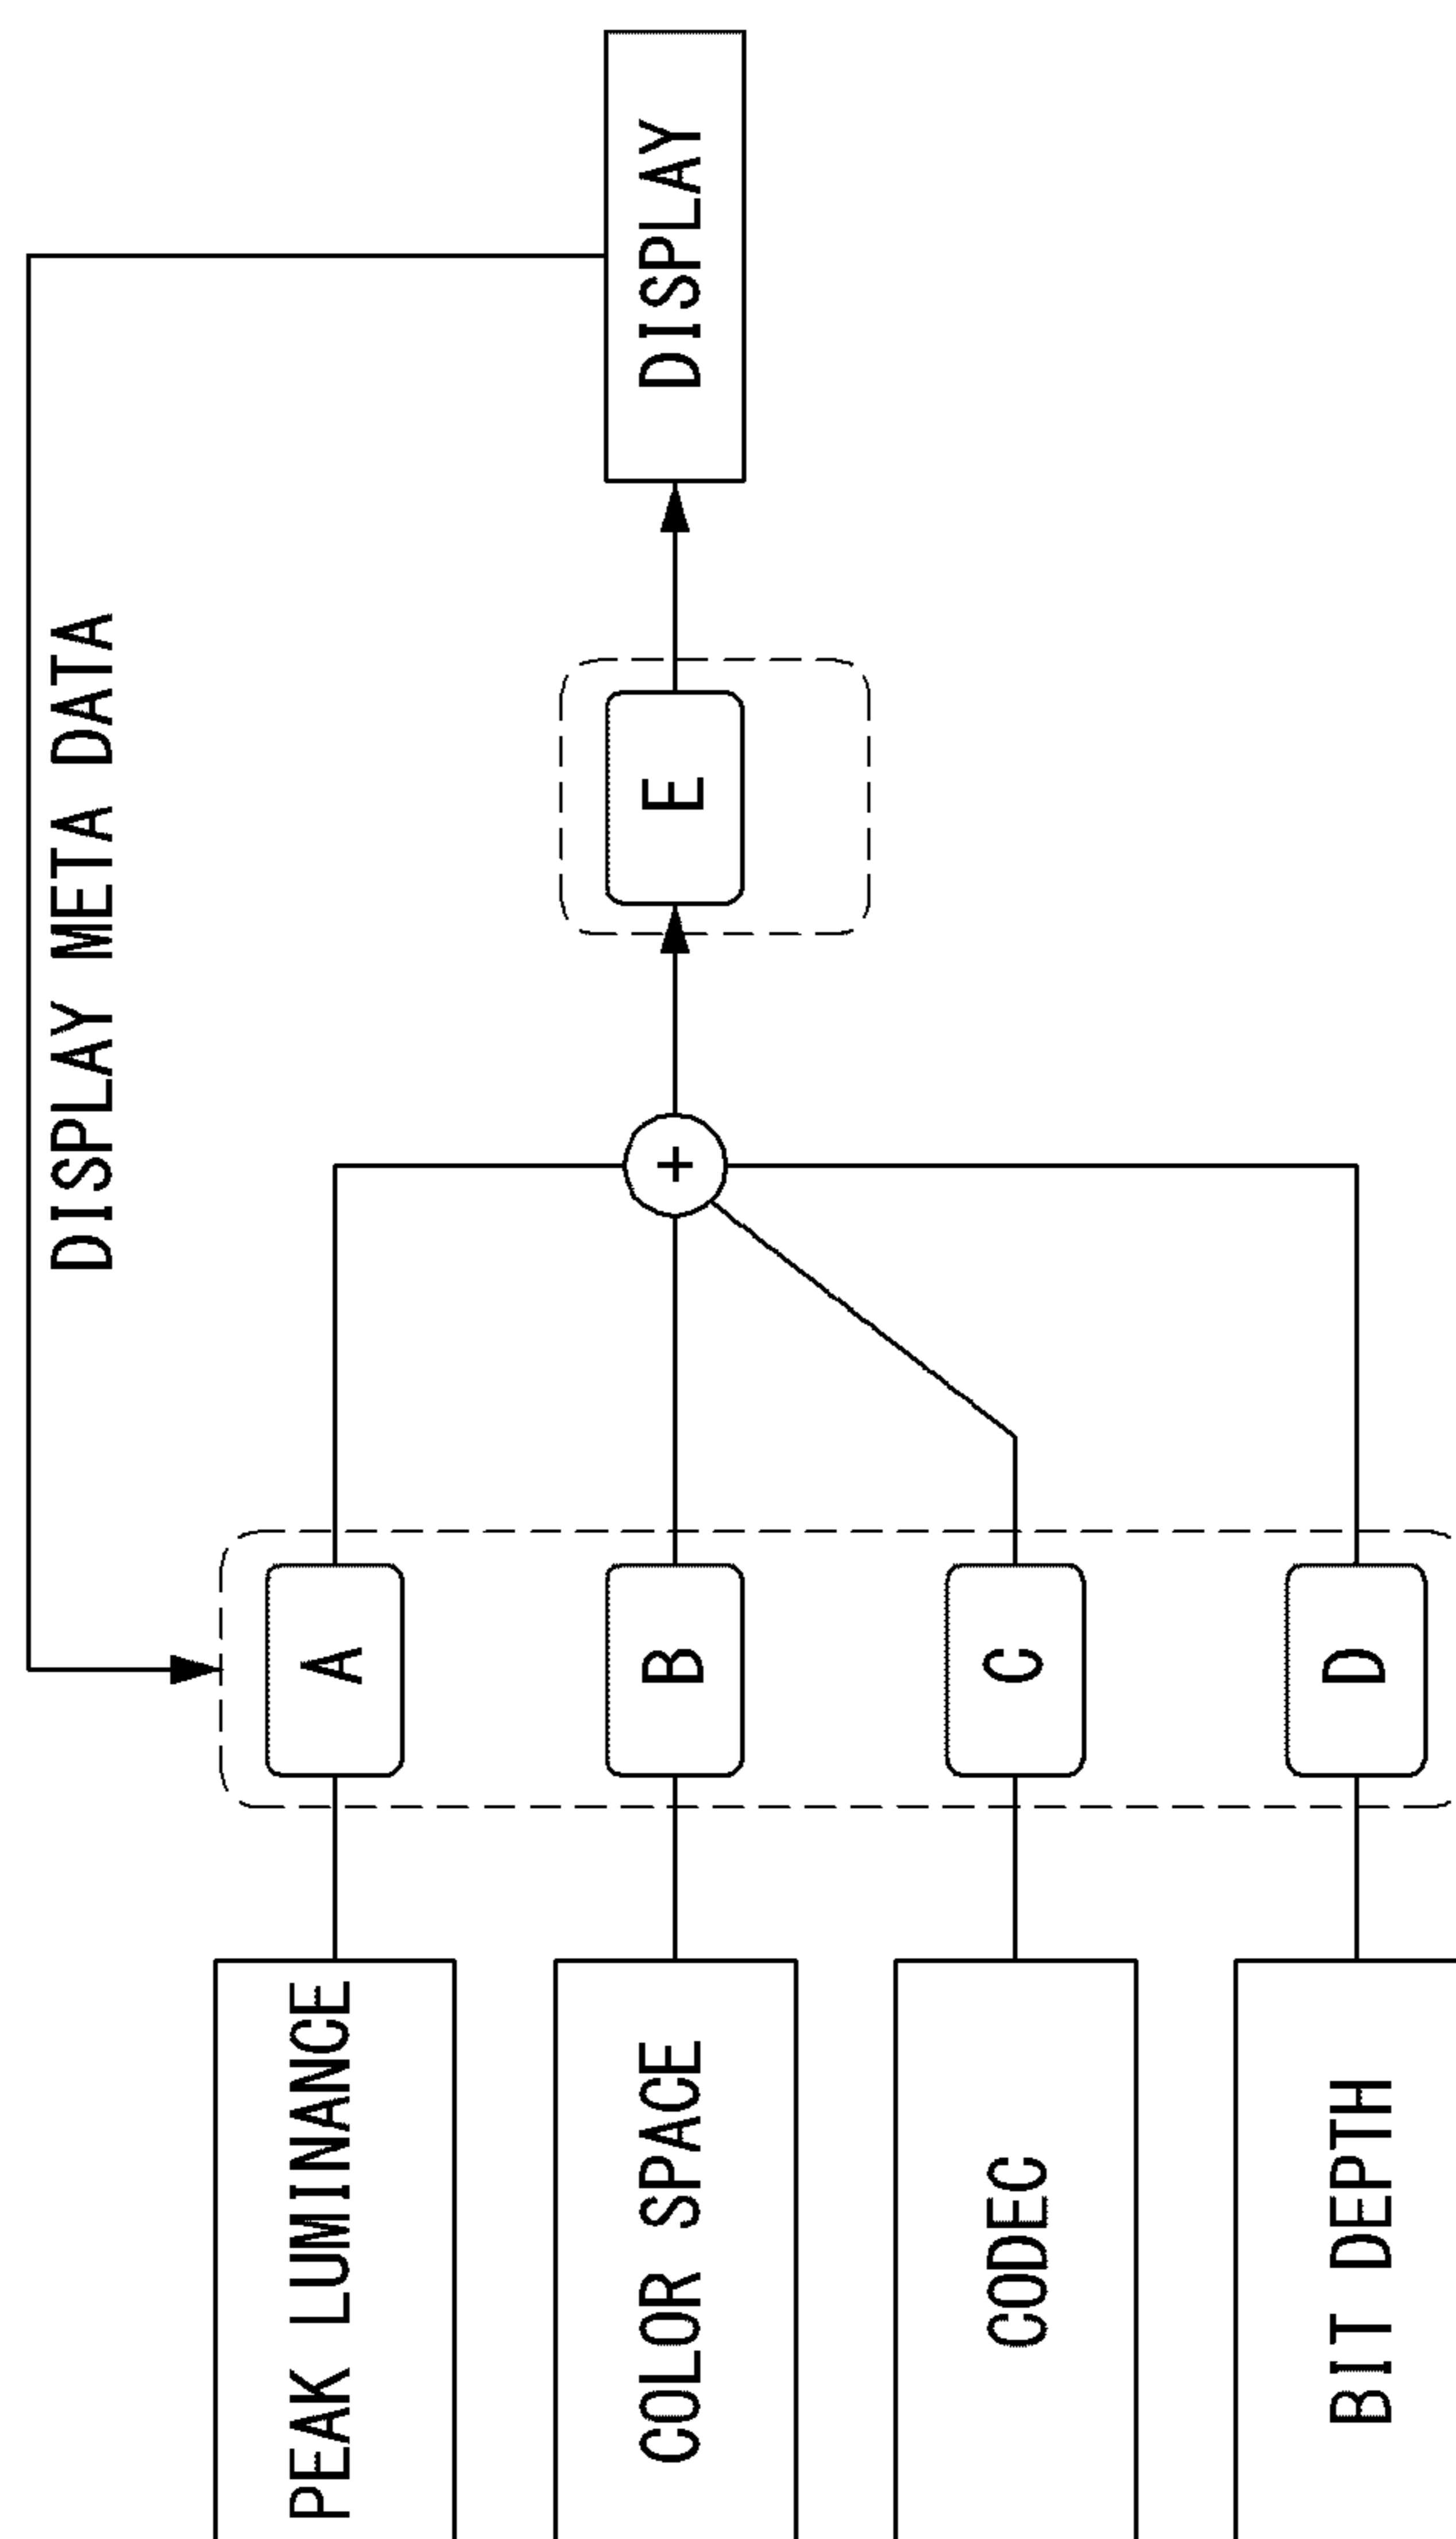 DISPLAY META DATA
PEAK LUMINANCE
A
COLOR SPACE
B
+
E
DISPLAY
CODEC
C
BIT DEPTH
D